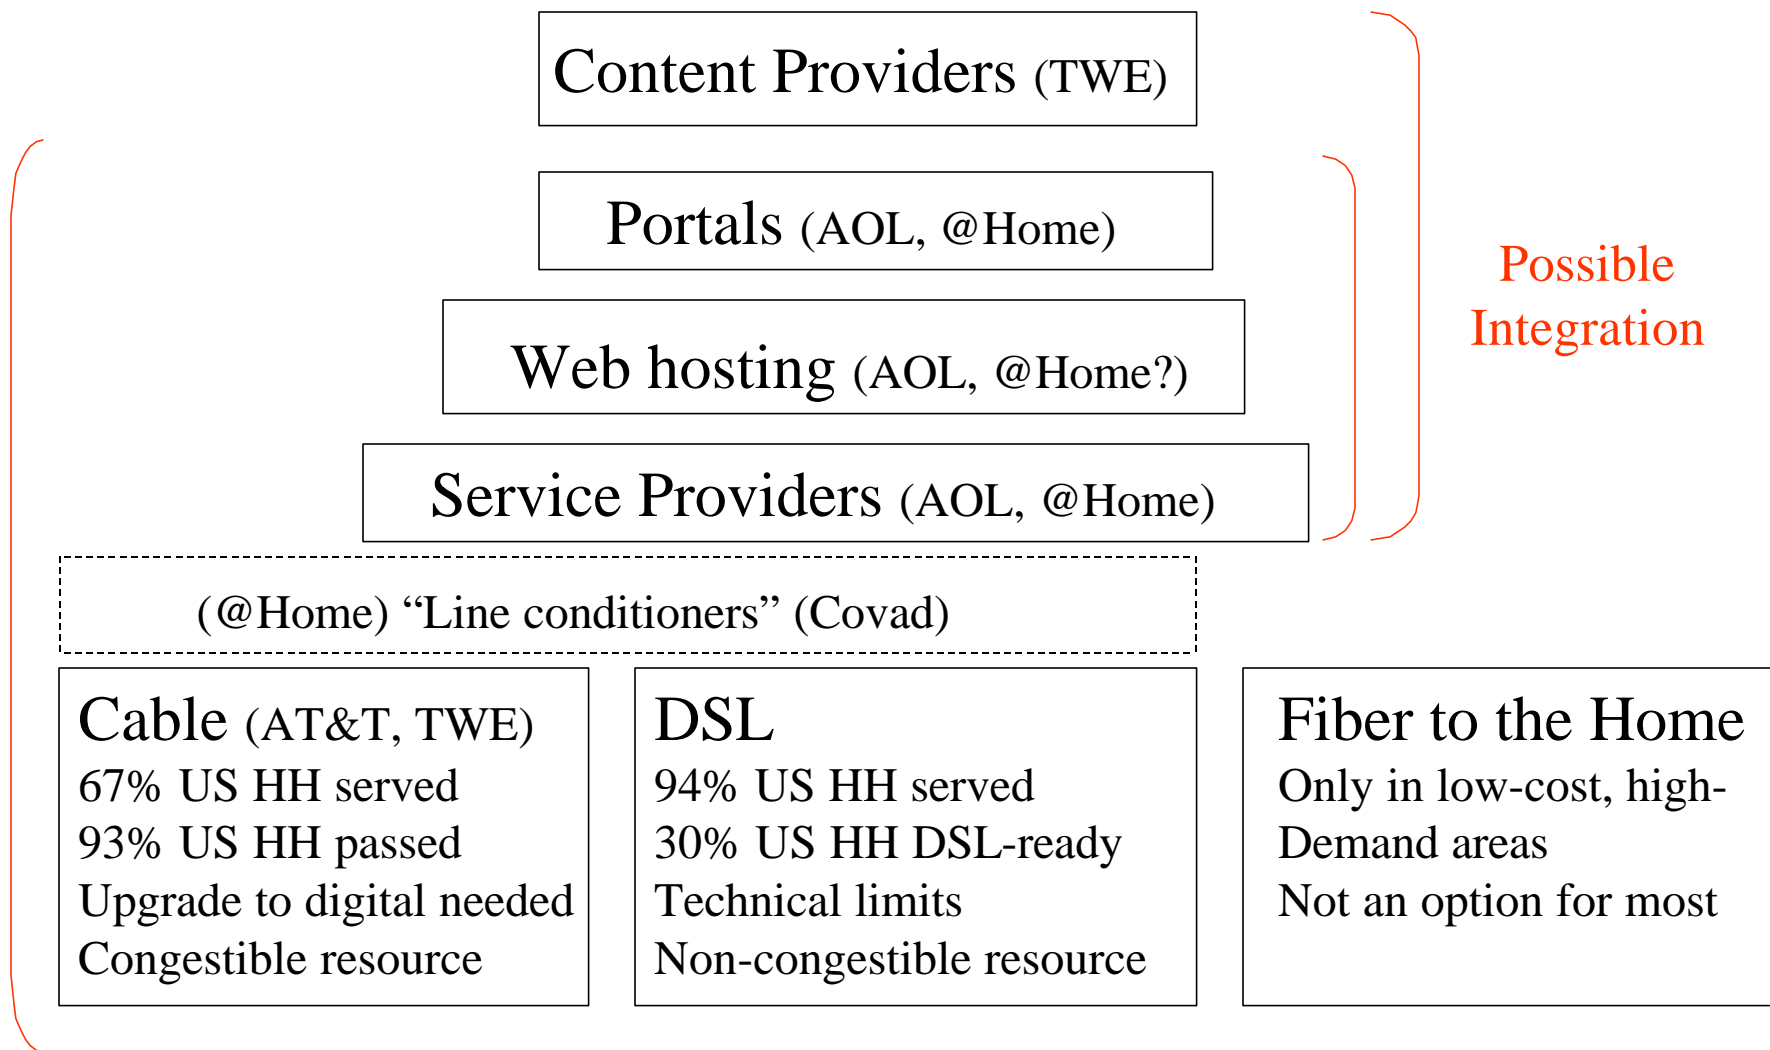 Content Providers (TWE)
Portals (AOL, @Home)
Possible
Integration
Web hosting (AOL, @Home?)
Service Providers (AOL, @Home)
(@Home) “Line conditioners” (Covad)
Cable (AT&T, TWE)
67% US HH served
93% US HH passed
Upgrade to digital needed
Congestible resource
DSL
94% US HH served
30% US HH DSL-ready
Technical limits
Non-congestible resource
Fiber to the Home
Only in low-cost, high-
Demand areas
Not an option for most